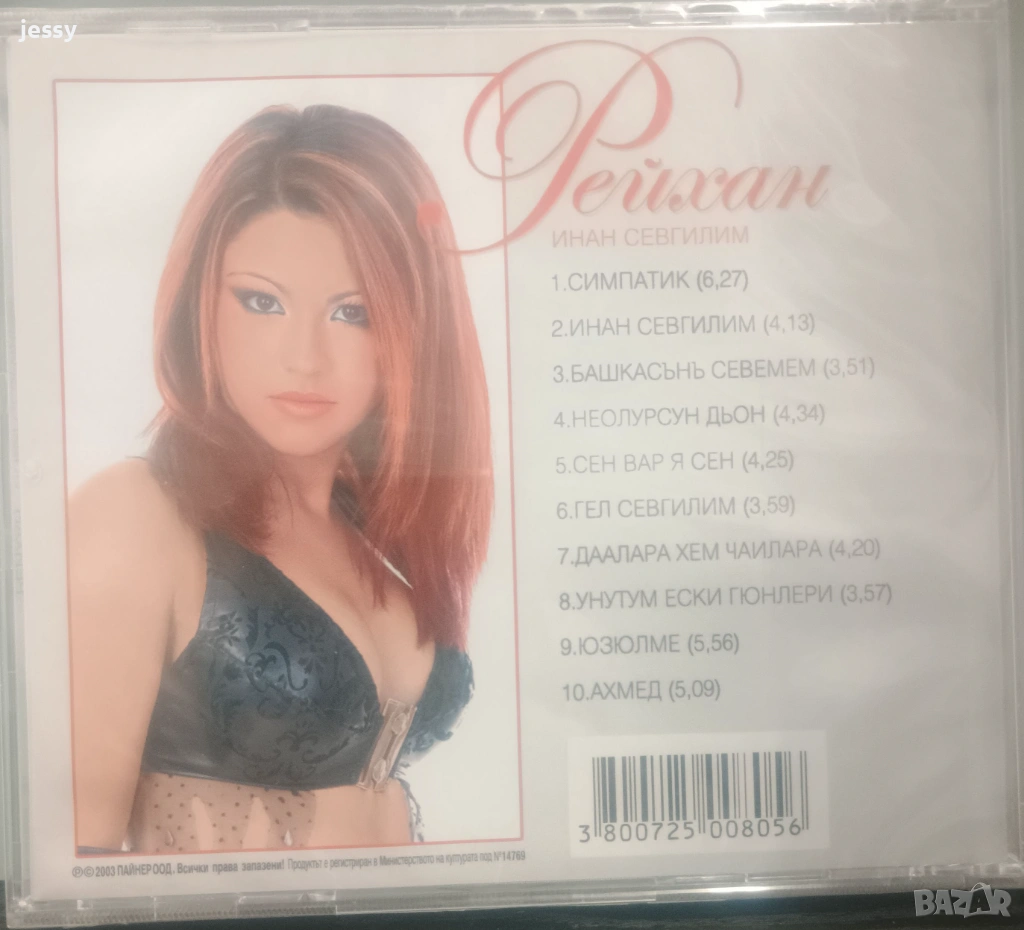 jessy
Рейхан
ИНАН СЕВГИЛИМ
1.СИМПАТИК (6,27)
2.ИНАН СЕВГИЛИМ (4,13)
3.БАШКАСЪНЪ СЕВЕМЕМ (3,51)
4.НЕОЛУРСУН ДЬОН (4,34)
5.СЕН ВАР Я СЕН (4,25)
6.ГЕЛ СЕВГИЛИМ (3,59)
7.ДААЛАРА ХЕМ ЧАИЛАРА (4,20)
8.УНУТУМ ЕСКИ ГЮНЛЕРИ (3,57)
9.ЮЗЮЛМЕ (5,56)
10.АХМЕД (5,09)
3 800725 008056
℗©2003 ПАЙНЕР ООД. Всички права запазени! Продуктът е регистриран в Министерството на културата под №14769
BAZAR